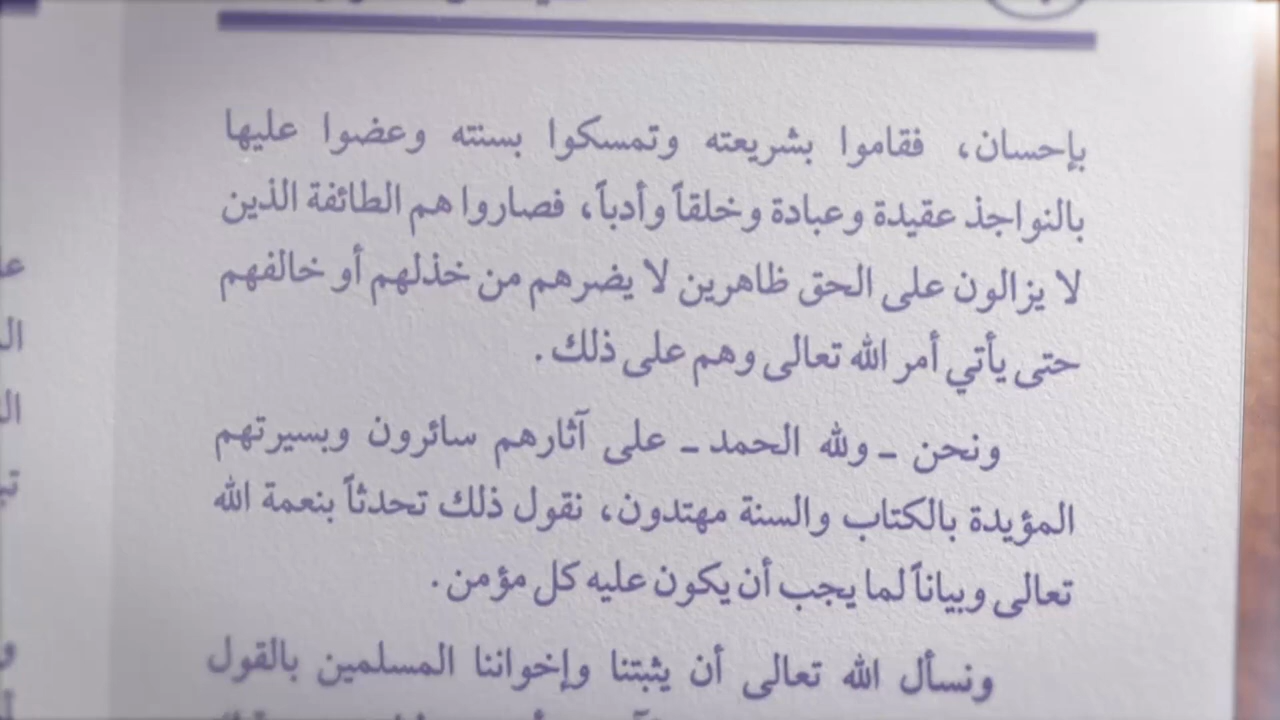 بإحسان، فقاموا بشريعته وتمسكوا بسنته وعضوا عليها
بالنواجذ عقيدة وعبادة وخلقاً وأدباً، فصاروا هم الطائفة الذين
لا يزالون على الحق ظاهرين لا يضرهم من خذلهم أو خالفهم
حتى يأتي أمر الله تعالى وهم على ذلك.
ونحن ـ ولله الحمد ـ على آثارهم سائرون وبسيرتهم
المؤيدة بالكتاب والسنة مهتدون، نقول ذلك تحدثاً بنعمة الله
تعالى وبياناً لما يجب أن يكون عليه كل مؤمن.
ونسأل الله تعالى أن يثبتنا وإخواننا المسلمين بالقول